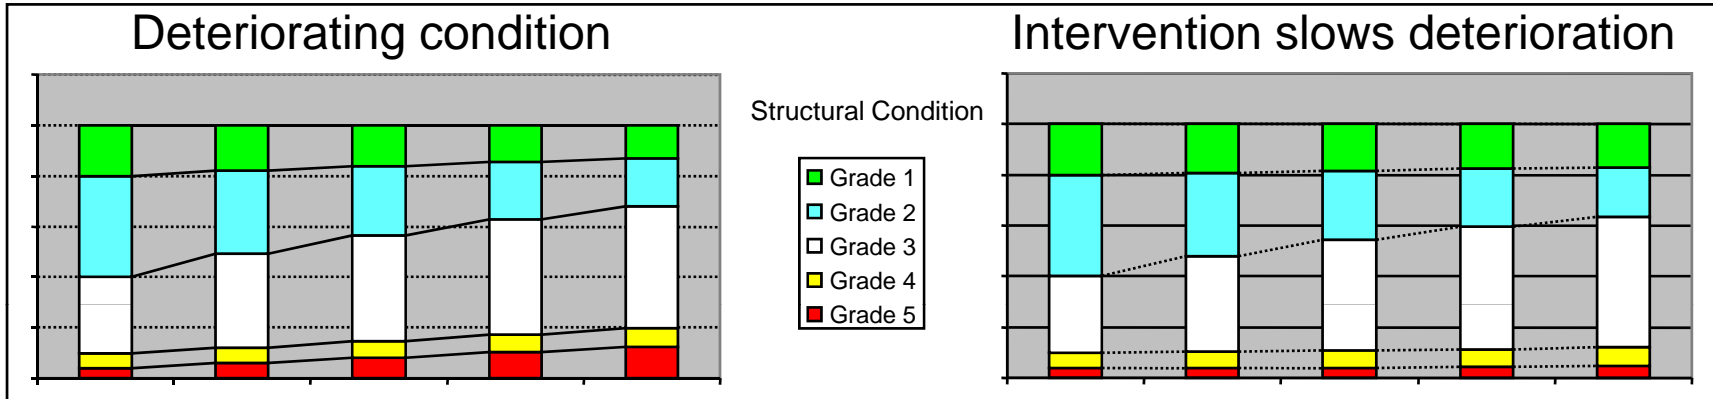 Deteriorating condition
Intervention slows deterioration
Structural Condition
Grade 1
Grade 2
Grade 3
Grade 4
Grade 5